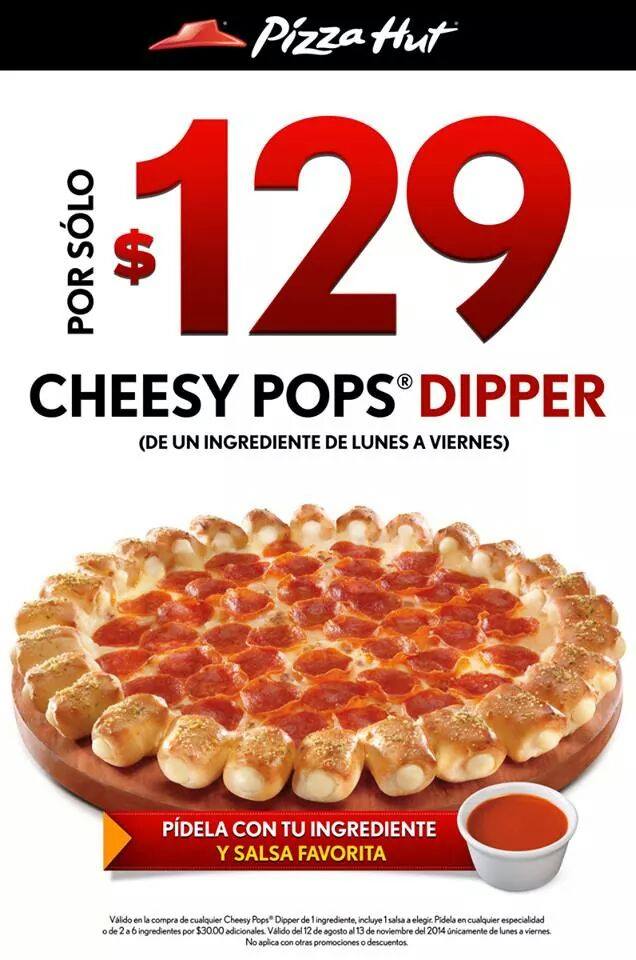 Pizza Hut®
POR SÓLO
$129
CHEESY POPS® DIPPER
(DE UN INGREDIENTE DE LUNES A VIERNES)
PÍDELA CON TU INGREDIENTE
Y SALSA FAVORITA
Válido en la compra de cualquier Cheesy Pops® Dipper de 1 ingrediente, incluye 1 salsa a elegir. Pídela en cualquier especialidad
o de 2 a 6 ingredientes por $30.00 adicionales. Válido del 12 de agosto al 13 de noviembre del 2014 únicamente de lunes a viernes.
No aplica con otras promociones o descuentos.